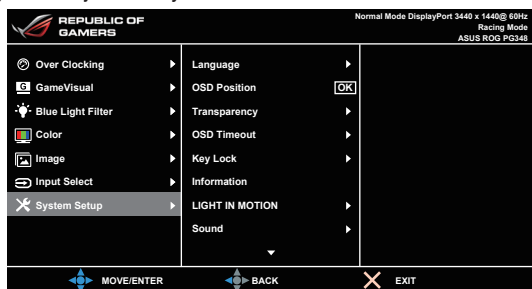 REPUBLIC OF
GAMERS
Normal Mode DisplayPort 3440 x 1440@ 60Hz
Racing Mode
ASUS ROG PG348
Over Clocking
G GameVisual
Blue Light Filter
Color
Image
Input Select
System Setup
Language
OSD Position OK
Transparency
OSD Timeout
Key Lock
Information
LIGHT IN MOTION
Sound
MOVE/ENTER
BACK
EXIT